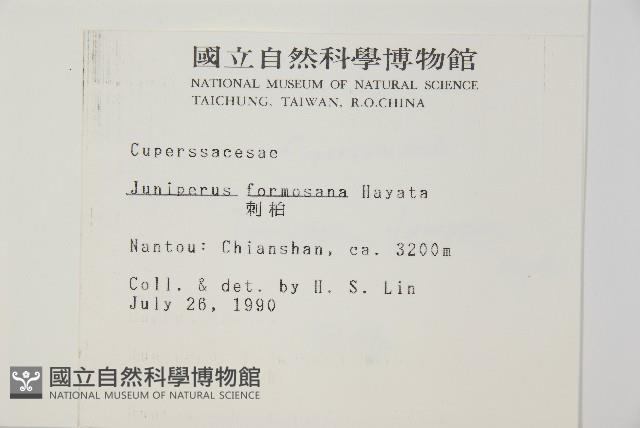 國立自然科學博物館
NATIONAL MUSEUM OF NATURAL SCIENCE
TAICHUNG, TAIWAN, R.O.CHINA
Cuperssacesae
Juniperus formosana Hayata
刺柏
Nantou: Chianshan, ca. 3200m
Coll. & det. by H. S. Lin
July 26, 1990
國立自然科學博物館
NATIONAL MUSEUM OF NATURAL SCIENCE